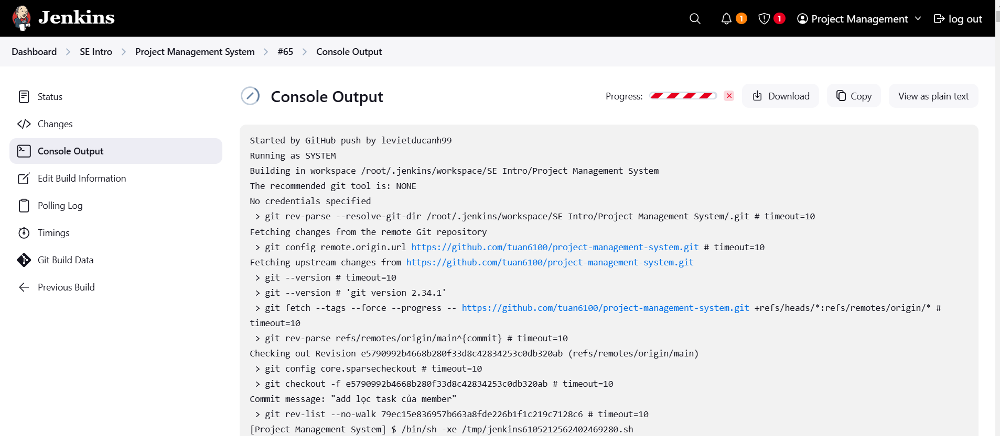 Jenkins
1
1
Project Management
log out
Dashboard
SE Intro
Project Management System
#65
Console Output
Status
Changes
Console Output
Edit Build Information
Polling Log
Timings
Git Build Data
Previous Build
Console Output
Progress:
Download
Copy
View as plain text
Started by GitHub push by levietducanh99
Running as SYSTEM
Building in workspace /root/.jenkins/workspace/SE Intro/Project Management System
The recommended git tool is: NONE
No credentials specified
> git rev-parse --resolve-git-dir /root/.jenkins/workspace/SE Intro/Project Management System/.git # timeout=10
Fetching changes from the remote Git repository
> git config remote.origin.url https://github.com/tuan6100/project-management-system.git # timeout=10
Fetching upstream changes from https://github.com/tuan6100/project-management-system.git
> git --version # timeout=10
> git --version # 'git version 2.34.1'
> git fetch --tags --force --progress -- https://github.com/tuan6100/project-management-system.git +refs/heads/*:refs/remotes/origin/* #
timeout=10
> git rev-parse refs/remotes/origin/main^{commit} # timeout=10
Checking out Revision e5790992b4668b280f33d8c42834253c0db320ab (refs/remotes/origin/main)
> git config core.sparsecheckout # timeout=10
> git checkout -f e5790992b4668b280f33d8c42834253c0db320ab # timeout=10
Commit message: "add lọc task của member"
> git rev-list --no-walk 79ec15e836957b663a8fde226b1f1c219c7128c6 # timeout=10
[Project Management System] $ /bin/sh -xe /tmp/jenkins6105212562402469280.sh